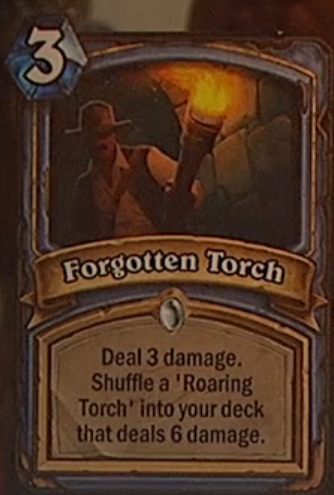 3
Forgotten Torch
Deal 3 damage.
Shuffle a 'Roaring
Torch' into your deck
that deals 6 damage.